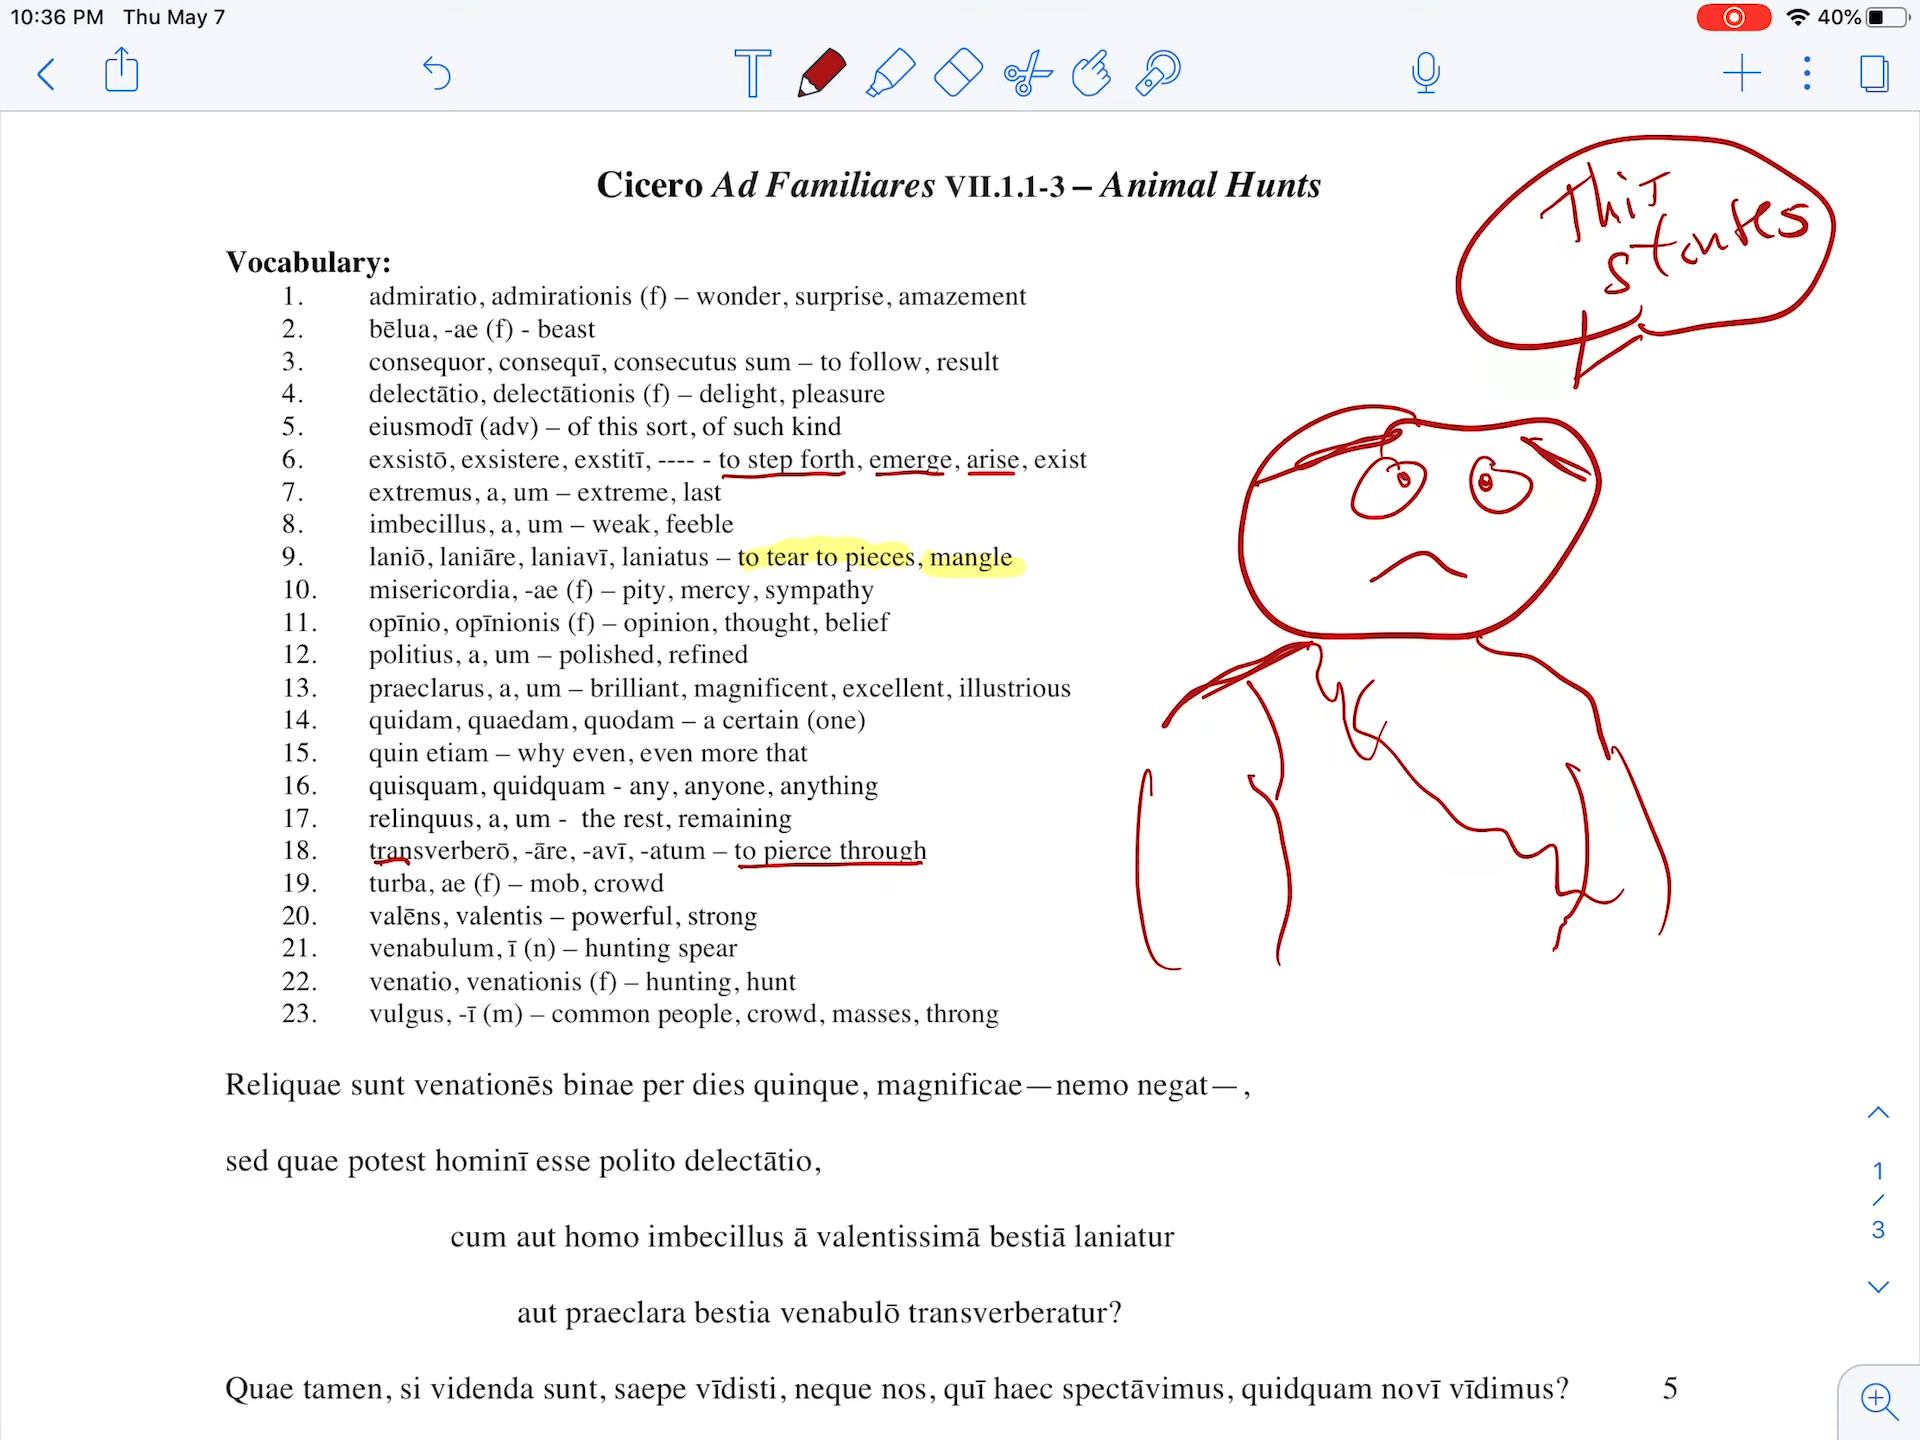 10:36 PM Thu May 7
40%
T
Cicero Ad Familiares VII.1.1-3 – Animal Hunts
This
Vocabulary:
1. admiratio, admirationis (f) – wonder, surprise, amazement
2. bēlua, -ae (f) - beast
3. consequor, consequī, consecutus sum – to follow, result
4. delectātio, delectātionis (f) – delight, pleasure
5. eiusmodī (adv) – of this sort, of such kind
6. exsistō, exsistere, exstitī, ---- - to step forth, emerge, arise, exist
7. extremus, a, um – extreme, last
8. imbecillus, a, um – weak, feeble
9. laniō, laniāre, laniavī, laniatus – to tear to pieces, mangle
10. misericordia, -ae (f) – pity, mercy, sympathy
11. opīnio, opīnionis (f) – opinion, thought, belief
12. politius, a, um – polished, refined
13. praeclarus, a, um – brilliant, magnificent, excellent, illustrious
14. quidam, quaedam, quodam – a certain (one)
15. quin etiam – why even, even more that
16. quisquam, quidquam - any, anyone, anything
17. relinquus, a, um - the rest, remaining
18. transverberō, -āre, -avī, -atum – to pierce through
19. turba, ae (f) – mob, crowd
20. valēns, valentis – powerful, strong
21. venabulum, ī (n) – hunting spear
22. venatio, venationis (f) – hunting, hunt
23. vulgus, -ī (m) – common people, crowd, masses, throng
Reliquae sunt venationēs binae per dies quinque, magnificae—nemo negat—,
sed quae potest hominī esse polito delectātio,
cum aut homo imbecillus ā valentissimā bestiā laniatur
aut praeclara bestia venabulō transverberatur?
Quae tamen, si videnda sunt, saepe vīdisti, neque nos, quī haec spectāvimus, quidquam novī vīdimus? 5
1
/
3